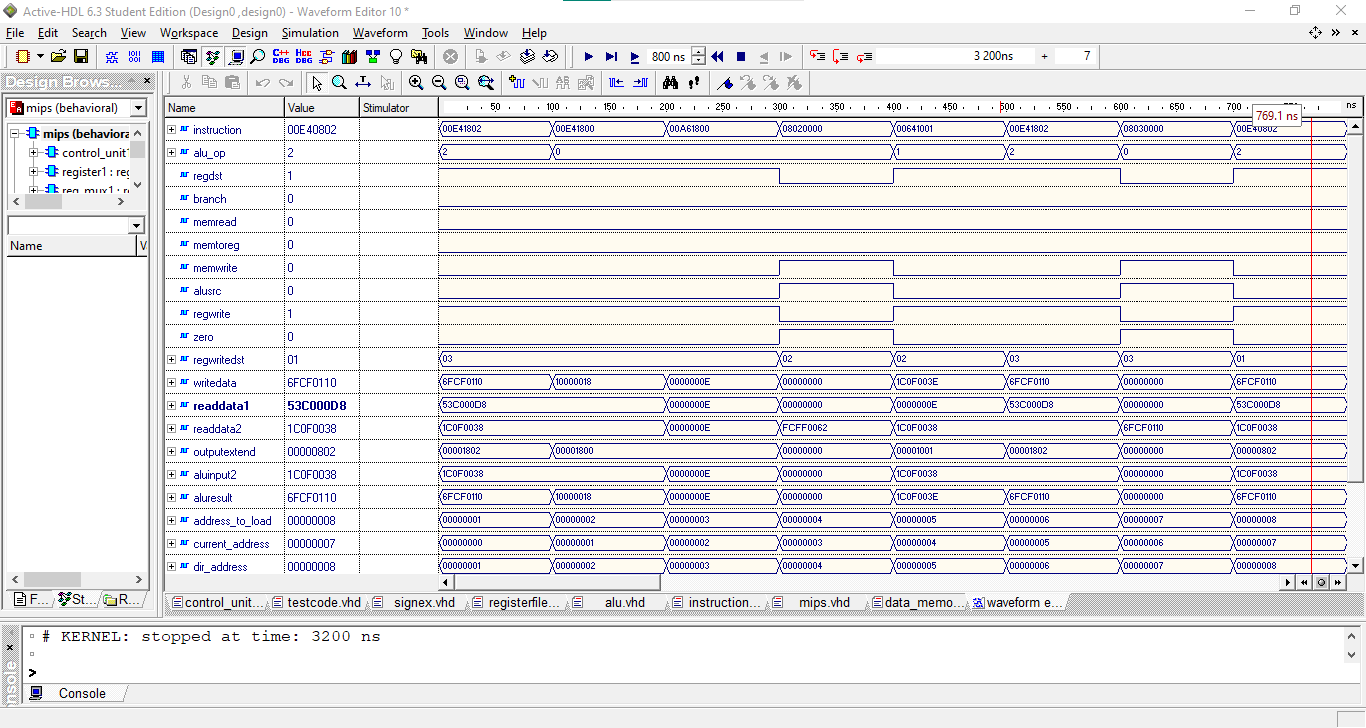 Active-HDL 6.3 Student Edition (Design0 ,design0) - Waveform Editor 10 *
File Edit Search View Workspace Design Simulation Waveform Tools Window Help
800 ns 3 200ns + 7
Design Brows...
mips (behavioral)
Name Value Stimulator 50 100 150 200 250 300 350 400 450 500 550 600 650 700 ns
769.1 ns
mips (behaviora
control_unit1
register1 : reg
reg_mux1 : r
Name V
instruction 00E40802 00E41802 00E41800 00A61800 08020000 00641001 00E41802 08030000 00E40802
alu_op 2 2 0 1 2 0 2
regdst 1
branch 0
memread 0
memtoreg 0
memwrite 0
alusrc 0
regwrite 1
zero 0
regwritedst 01 03 02 02 03 03 01
writedata 6FCF0110 6FCF0110 10000018 0000000E 00000000 1C0F003E 6FCF0110 00000000 6FCF0110
readdata1 53C000D8 53C000D8 0000000E 00000000 0000000E 53C000D8 00000000 53C000D8
readdata2 1C0F0038 1C0F0038 0000000E FCFF0062 1C0F0038 6FCF0110 1C0F0038
outputextend 00000802 00001802 00001800 00000000 00001001 00001802 00000000 00000802
aluinput2 1C0F0038 1C0F0038 0000000E 00000000 1C0F0038 00000000 1C0F0038
aluresult 6FCF0110 6FCF0110 10000018 0000000E 00000000 1C0F003E 6FCF0110 00000000 6FCF0110
address_to_load 00000008 00000001 00000002 00000003 00000004 00000005 00000006 00000007 00000008
current_address 00000007 00000000 00000001 00000002 00000003 00000004 00000005 00000006 00000007
dir_address 00000008 00000001 00000002 00000003 00000004 00000005 00000006 00000007 00000008
F... St... R...
control_unit... testcode.vhd signex.vhd registerfile... alu.vhd instruction... mips.vhd data_memo... waveform e...
# KERNEL: stopped at time: 3200 ns
>
Console